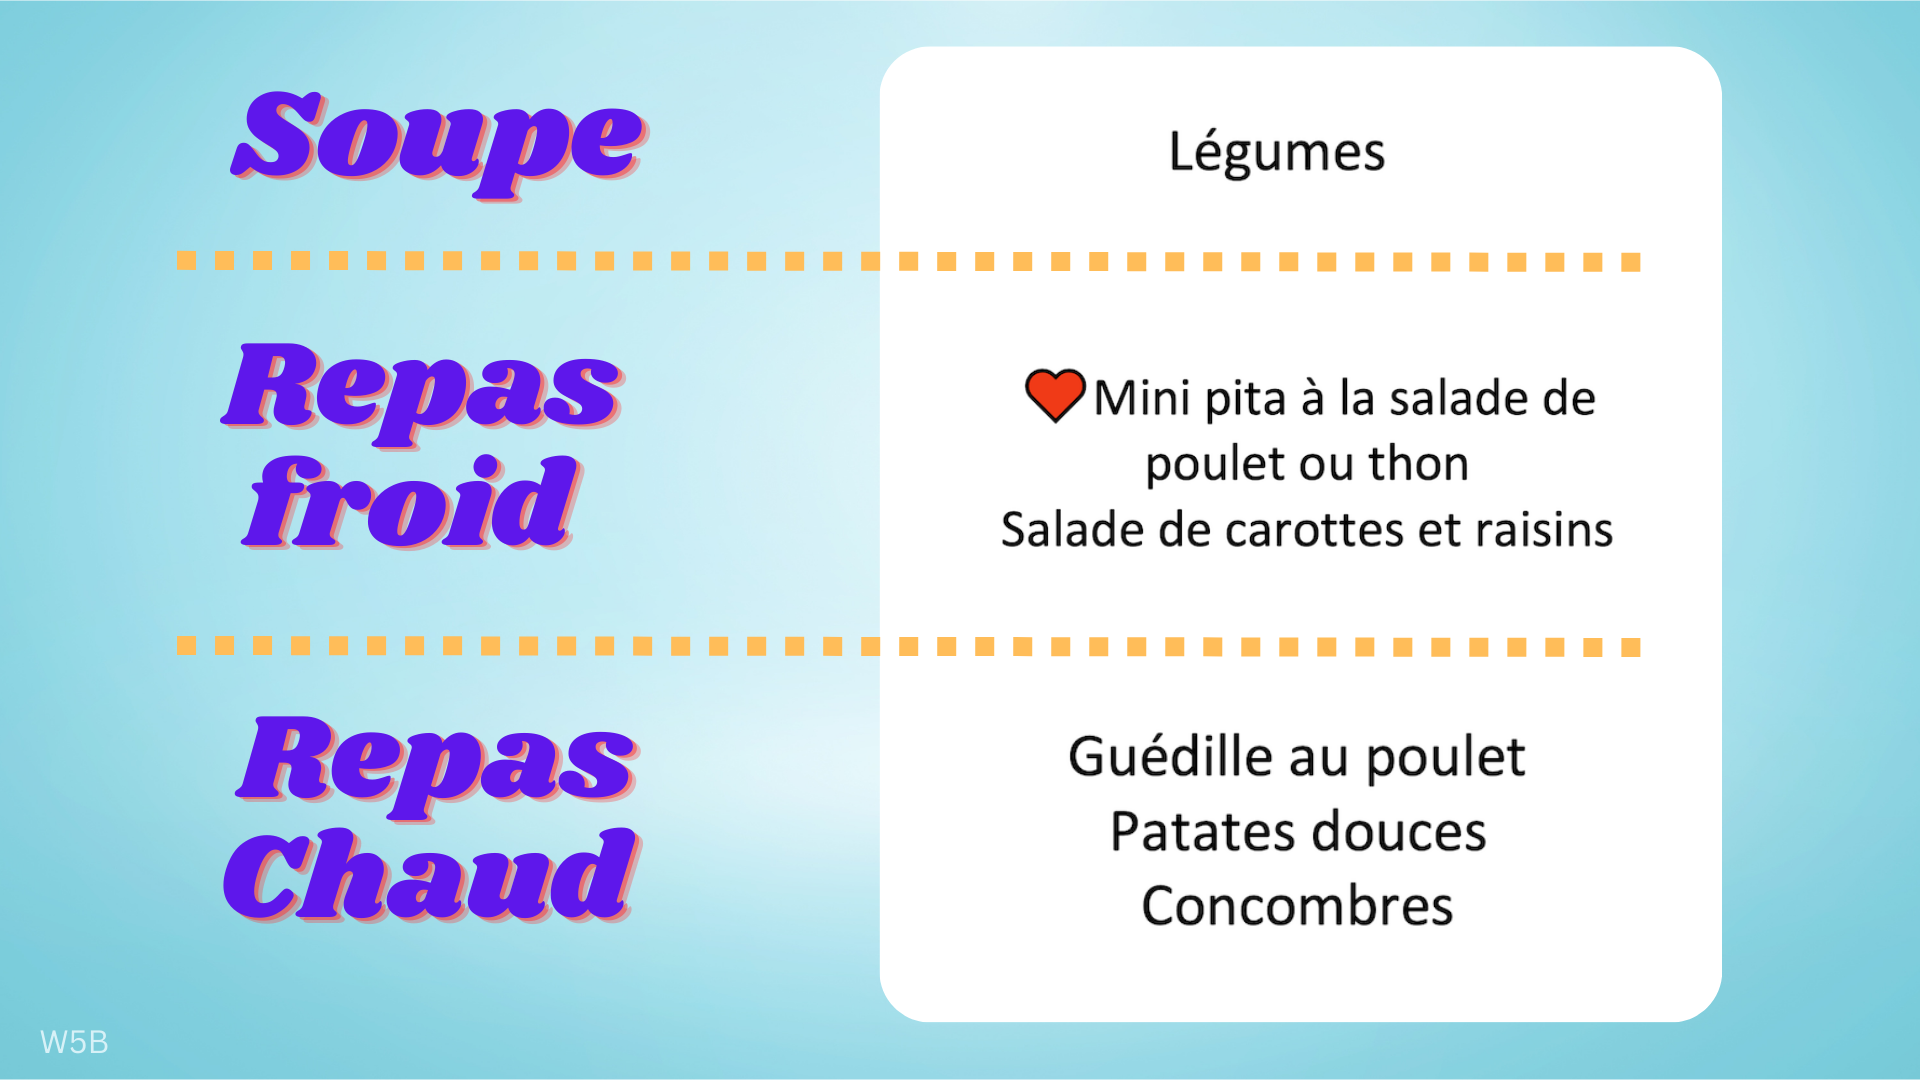 Soupe
Légumes
Repas
froid
❤️Mini pita à la salade de
poulet ou thon
Salade de carottes et raisins
Repas
Chaud
Guédille au poulet
Patates douces
Concombres
W5B